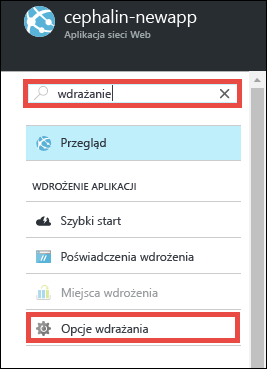 cephalin-newapp
Aplikacja sieci Web
wdrażanie
Przegląd
WDROŻENIE APLIKACJI
Szybki start
Poświadczenia wdrożenia
Miejsca wdrożenia
Opcje wdrażania